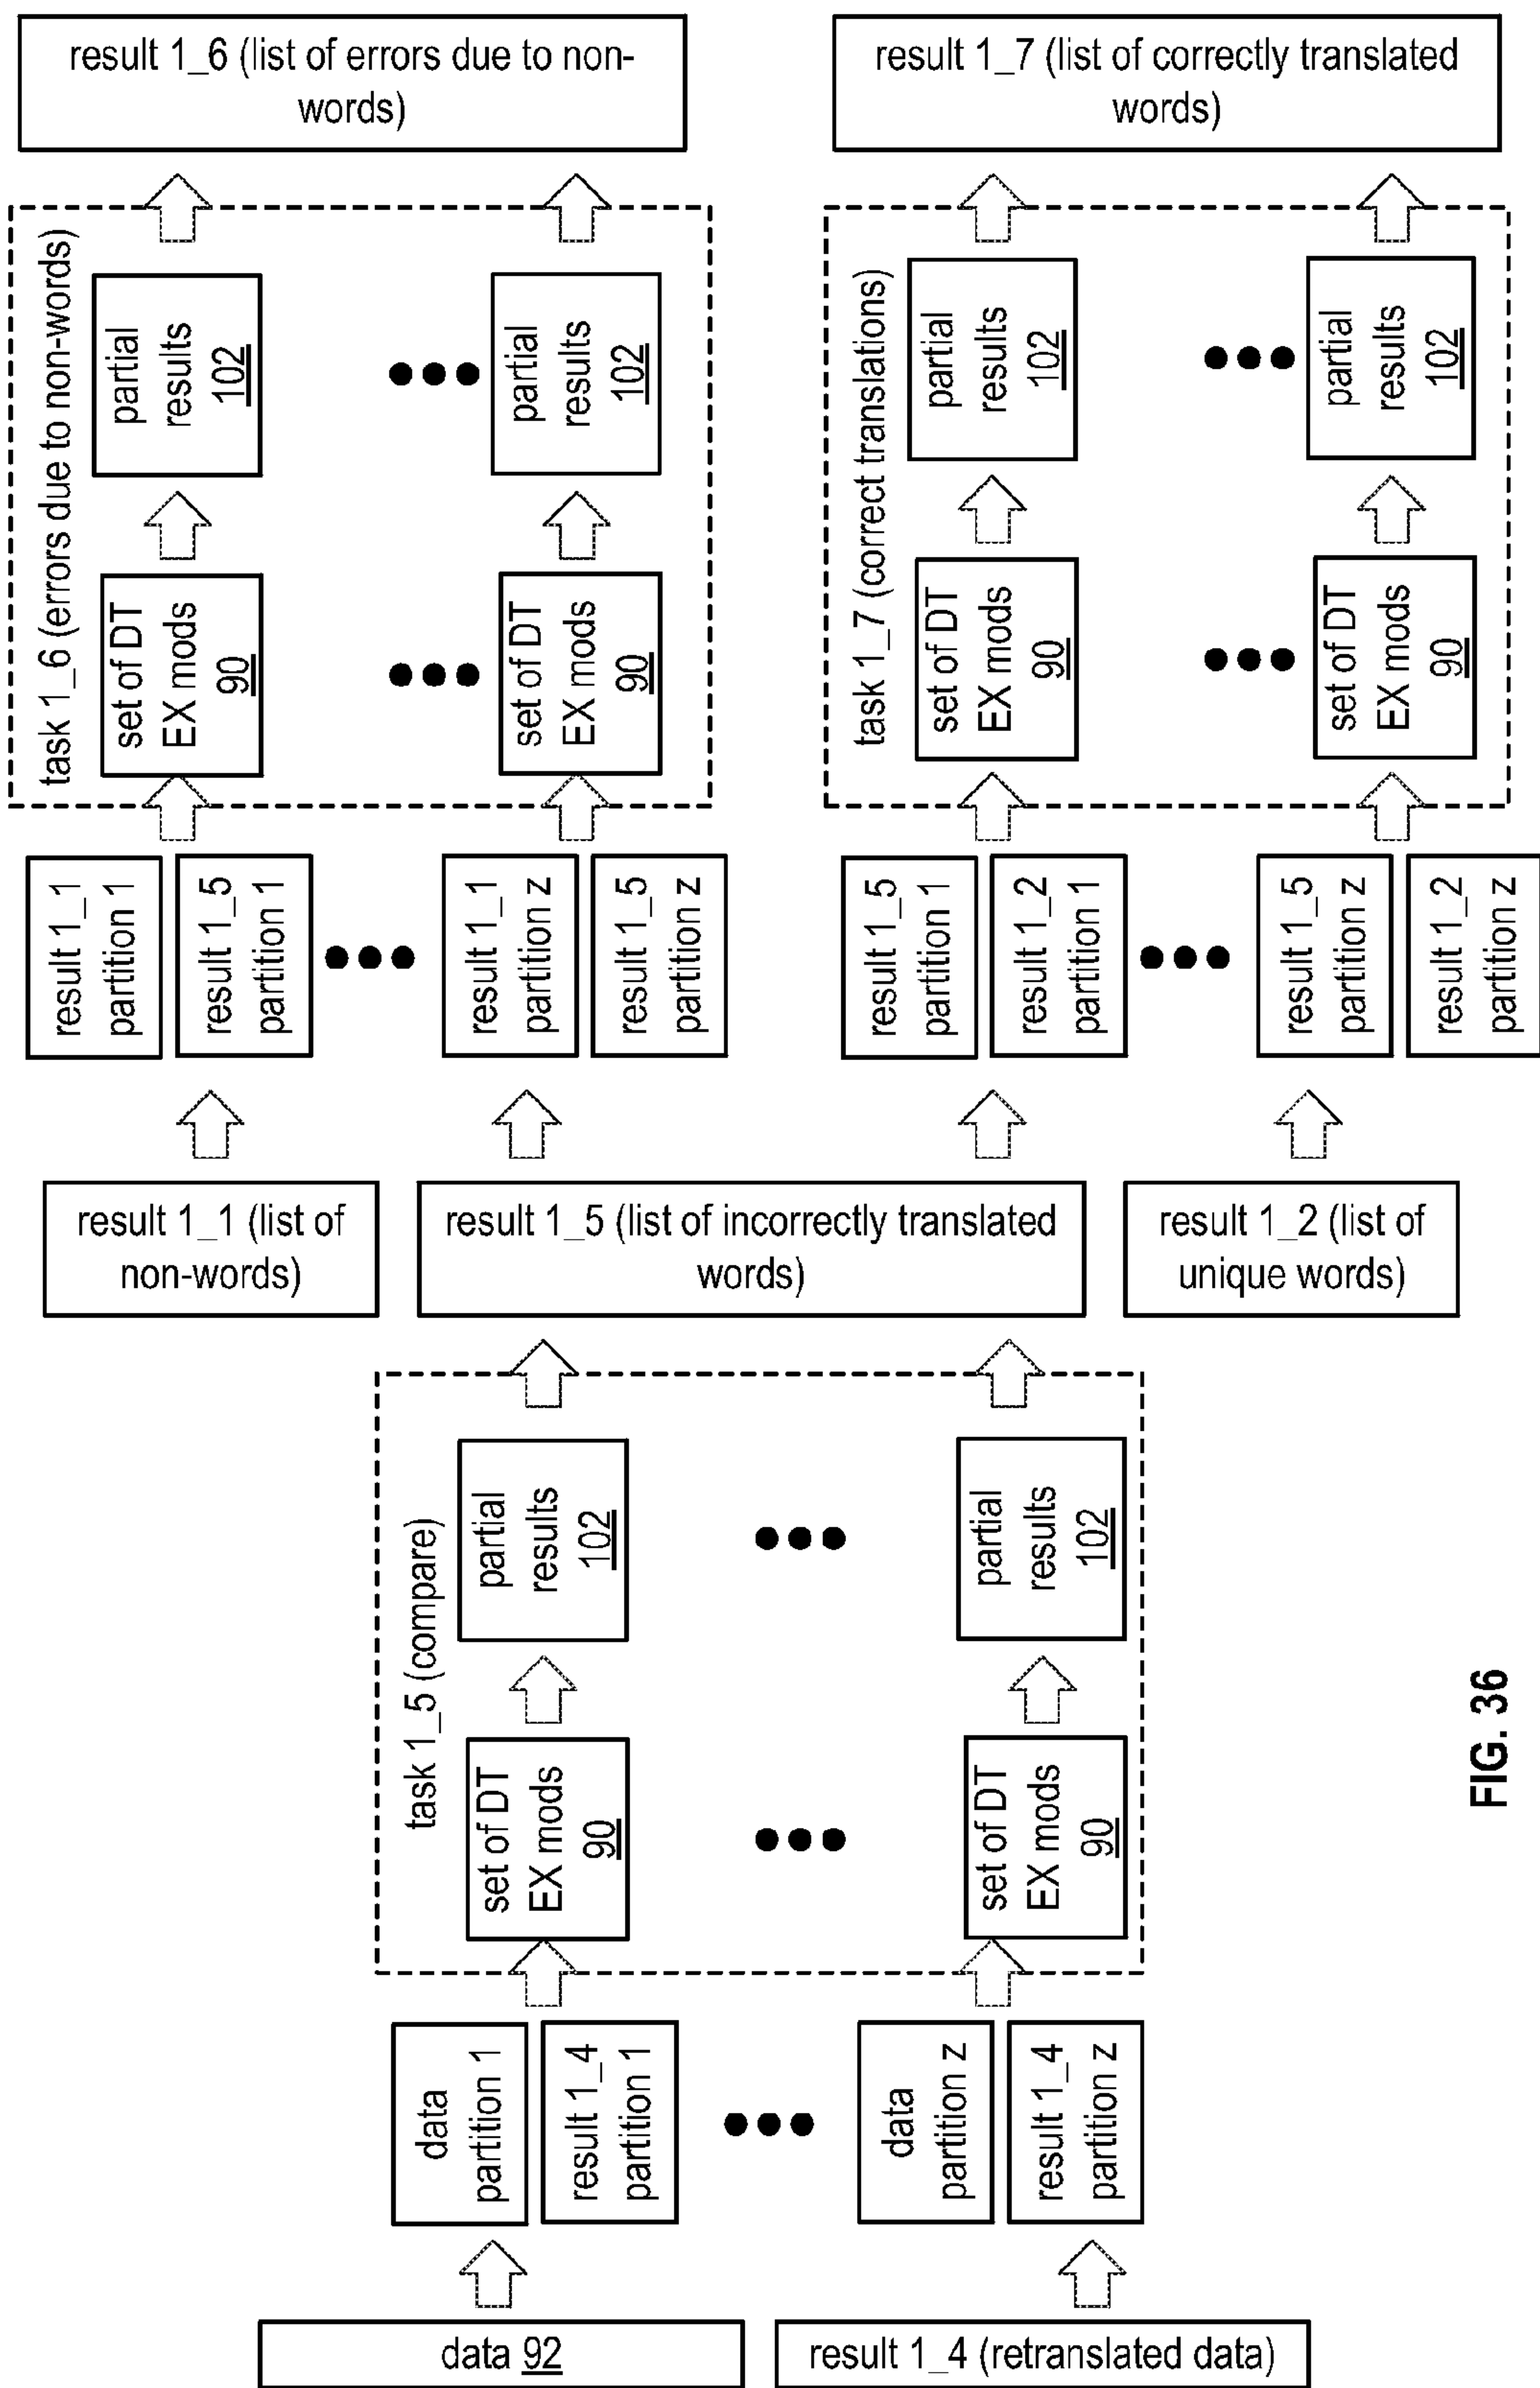 result 1_6 (list of errors due to non-
words)
result 1_7 (list of correctly translated
words)
task 1_6 (errors due to non-words)
partial
results
102
partial
results
102
set of DT
EX mods
90
set of DT
EX mods
90
task 1_7 (correct translations)
partial
results
102
partial
results
102
set of DT
EX mods
90
set of DT
EX mods
90
result 1_1
partition 1
result 1_5
partition 1
result 1_1
partition z
result 1_5
partition z
result 1_5
partition 1
result 1_2
partition 1
result 1_5
partition z
result 1_2
partition z
result 1_1 (list of
non-words)
result 1_5 (list of incorrectly translated
words)
result 1_2 (list of
unique words)
task 1_5 (compare)
partial
results
102
partial
results
102
set of DT
EX mods
90
set of DT
EX mods
90
data
partition 1
result 1_4
partition 1
data
partition z
result 1_4
partition z
data 92
result 1_4 (retranslated data)
FIG. 36